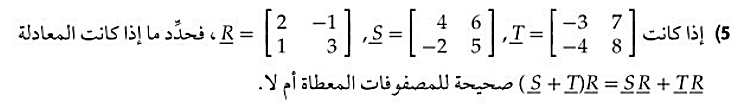 5) إذا كانت R = [2 -1; 1 3] ، S = [4 6; -2 5] ، T = [-3 7; -4 8] ، فحدِّد ما إذا كانت المعادلة
(S + T)R = SR + TR صحيحة للمصفوفات المعطاة أم لا.